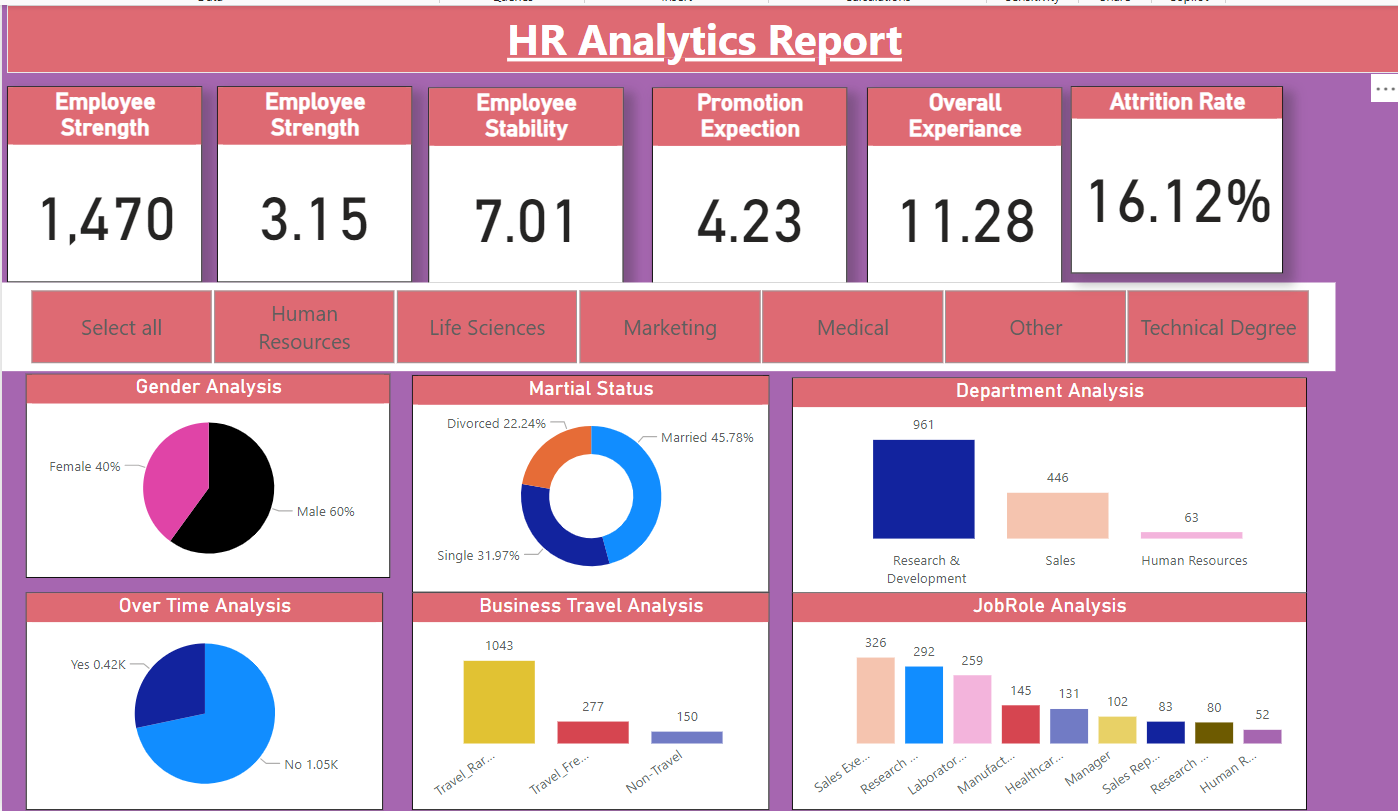 HR Analytics Report
Employee
Strength
1,470
Employee
Strength
3.15
Employee
Stability
7.01
Promotion
Expection
4.23
Overall
Experiance
11.28
Attrition Rate
16.12%
Select all
Human
Resources
Life Sciences
Marketing
Medical
Other
Technical Degree
Gender Analysis
Female 40%
Male 60%
Martial Status
Divorced 22.24%
Married 45.78%
Single 31.97%
Department Analysis
961
446
63
Research &
Development
Sales
Human Resources
Over Time Analysis
Yes 0.42K
No 1.05K
Business Travel Analysis
1043
277
150
Travel_Rar...
Travel_Fre...
Non-Travel
JobRole Analysis
326
292
259
145
131
102
83
80
52
Sales Exe...
Research ...
Laborator...
Manufact...
Healthcar...
Manager
Sales Rep...
Research ...
Human R...